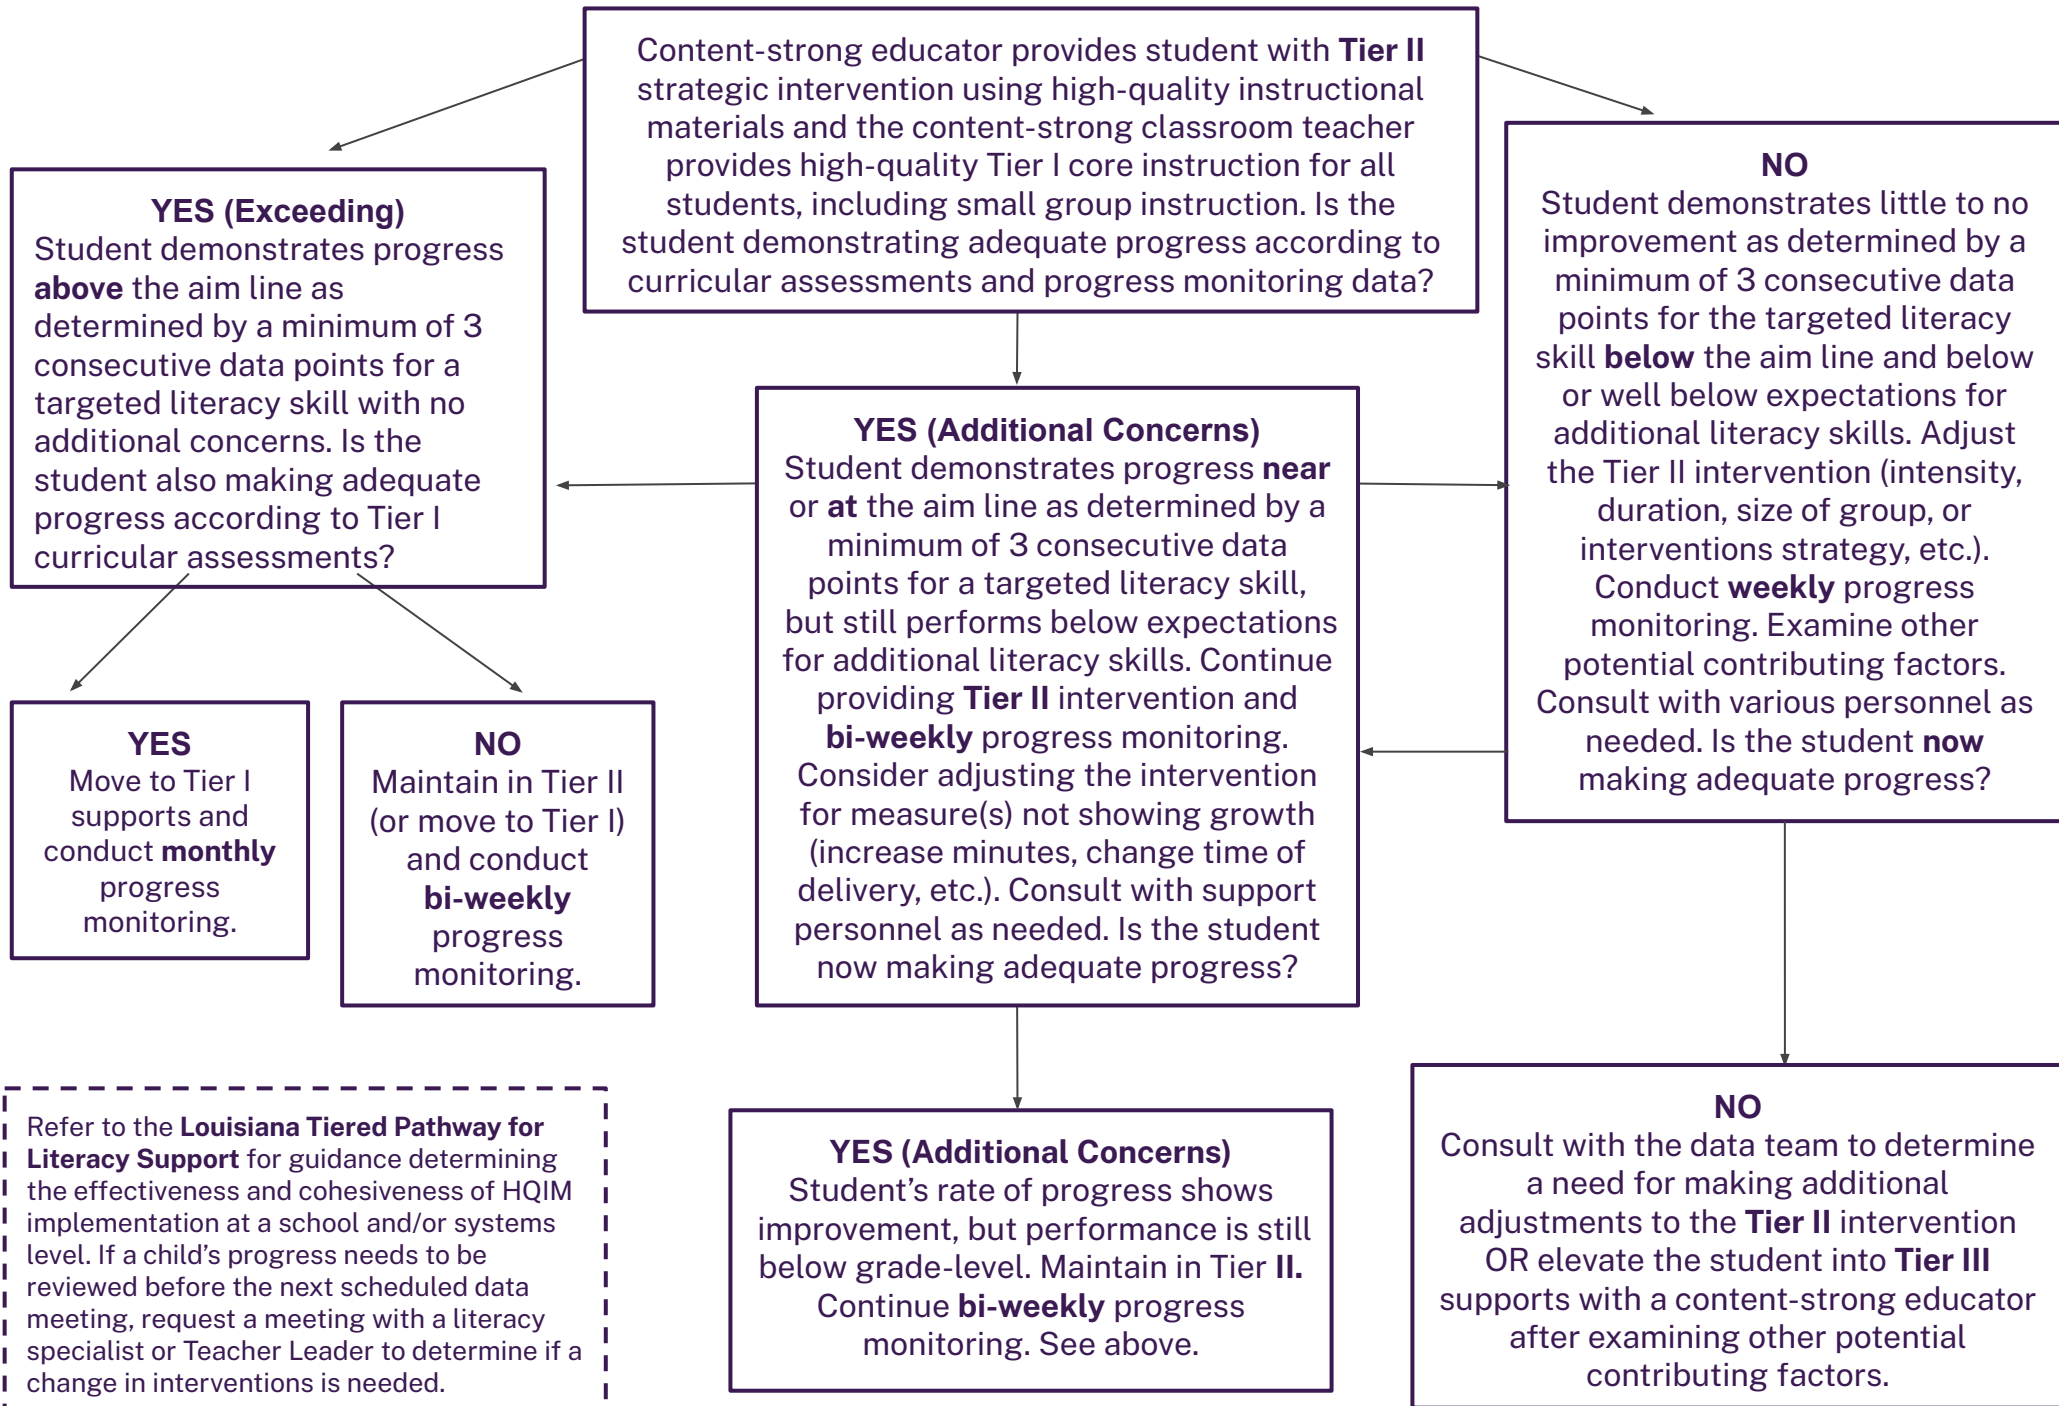 Content-strong educator provides student with Tier II
strategic intervention using high-quality instructional
materials and the content-strong classroom teacher
provides high-quality Tier I core instruction for all
students, including small group instruction. Is the
student demonstrating adequate progress according to
curricular assessments and progress monitoring data?
YES (Exceeding)
Student demonstrates progress
above the aim line as
determined by a minimum of 3
consecutive data points for a
targeted literacy skill with no
additional concerns. Is the
student also making adequate
progress according to Tier I
curricular assessments?
YES (Additional Concerns)
Student demonstrates progress near
or at the aim line as determined by a
minimum of 3 consecutive data
points for a targeted literacy skill,
but still performs below expectations
for additional literacy skills. Continue
providing Tier II intervention and
bi-weekly progress monitoring.
Consider adjusting the intervention
for measure(s) not showing growth
(increase minutes, change time of
delivery, etc.). Consult with support
personnel as needed. Is the student
now making adequate progress?
NO
Student demonstrates little to no
improvement as determined by a
minimum of 3 consecutive data
points for the targeted literacy
skill below the aim line and below
or well below expectations for
additional literacy skills. Adjust
the Tier II intervention (intensity,
duration, size of group, or
interventions strategy, etc.).
Conduct weekly progress
monitoring. Examine other
potential contributing factors.
Consult with various personnel as
needed. Is the student now
making adequate progress?
YES
Move to Tier I
supports and
conduct monthly
progress
monitoring.
NO
Maintain in Tier II
(or move to Tier I)
and conduct
bi-weekly
progress
monitoring.
Refer to the Louisiana Tiered Pathway for
Literacy Support for guidance determining
the effectiveness and cohesiveness of HQIM
implementation at a school and/or systems
level. If a child's progress needs to be
reviewed before the next scheduled data
meeting, request a meeting with a literacy
specialist or Teacher Leader to determine if a
change in interventions is needed.
YES (Additional Concerns)
Student's rate of progress shows
improvement, but performance is still
below grade-level. Maintain in Tier II.
Continue bi-weekly progress
monitoring. See above.
NO
Consult with the data team to determine
a need for making additional
adjustments to the Tier II intervention
OR elevate the student into Tier III
supports with a content-strong educator
after examining other potential
contributing factors.